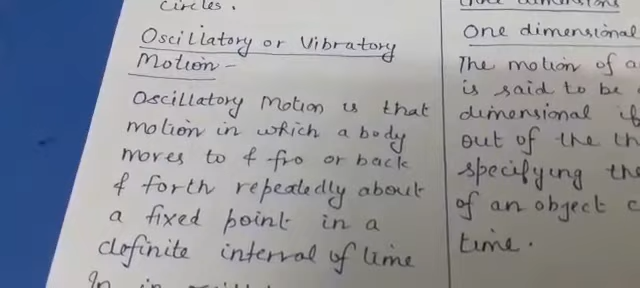 circles.
Oscillatory or Vibratory
Motion -
Oscillatory Motion is that
motion in which a body
moves to & fro or back
& forth repeatedly about
a fixed point in a
definite interval of time
One dimensional
The motion of a
is said to be
dimensional if
out of the
specifying the
of an object
time.